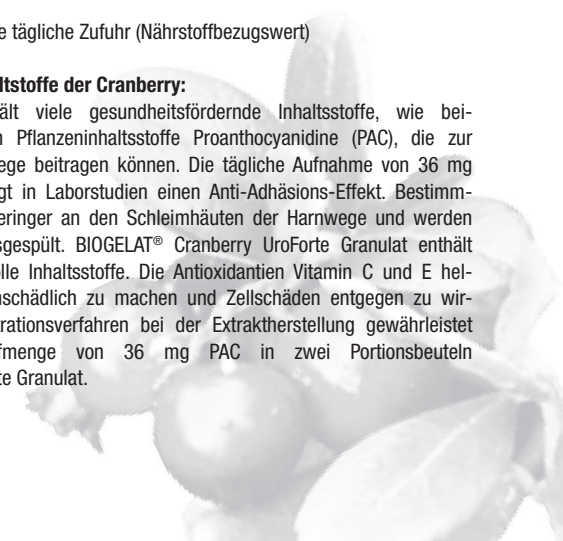 e tägliche Zufuhr (Nährstoffbezugswert)
ltstoffe der Cranberry:
ält viele gesundheitsfördernde Inhaltsstoffe, wie bei-
n Pflanzeninhaltsstoffe Proanthocyanidine (PAC), die zur
ege beitragen können. Die tägliche Aufnahme von 36 mg
gt in Laborstudien einen Anti-Adhäsions-Effekt. Bestimm-
eringer an den Schleimhäuten der Harnwege und werden
sgespült. BIOGELAT® Cranberry UroForte Granulat enthält
olle Inhaltsstoffe. Die Antioxidantien Vitamin C und E hel-
nschädlich zu machen und Zellschäden entgegen zu wir-
trationsverfahren bei der Extraktherstellung gewährleistet
fmenge von 36 mg PAC in zwei Portionsbeuteln
te Granulat.